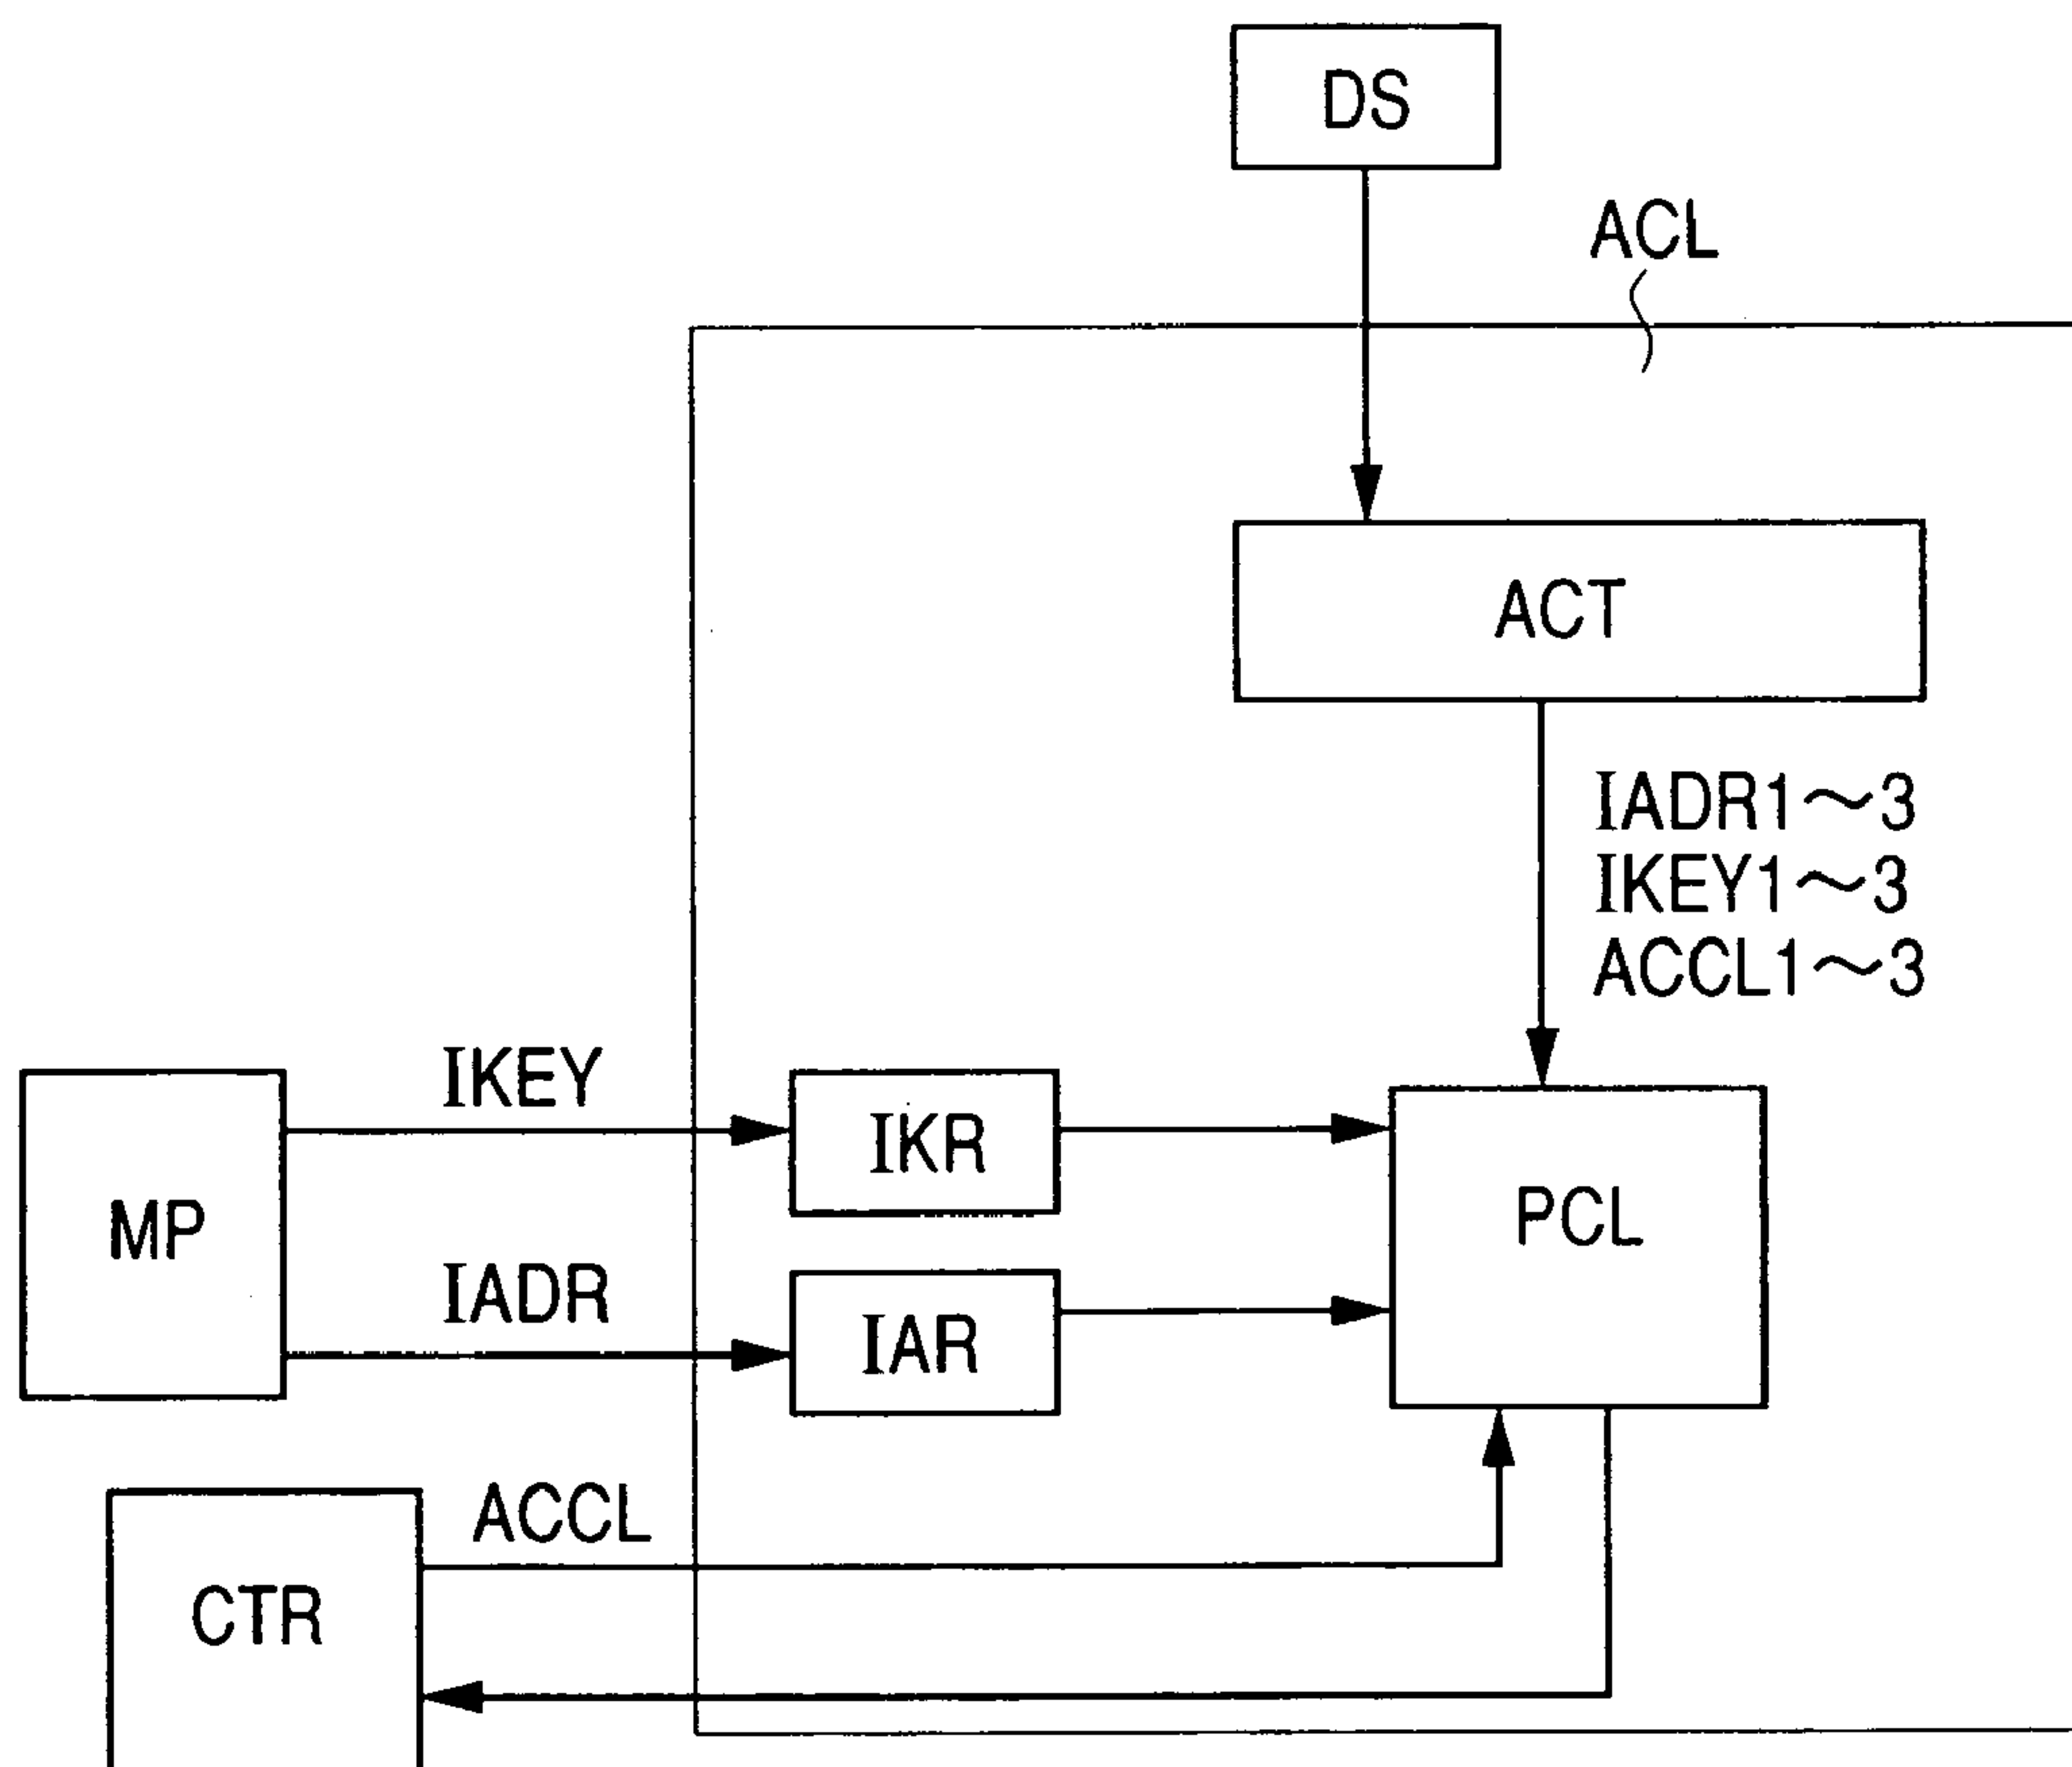 DS
ACL
ACT
IADR1〜3
IKEY1〜3
ACCL1〜3
IKEY
IKR
MP
PCL
IADR
IAR
ACCL
CTR